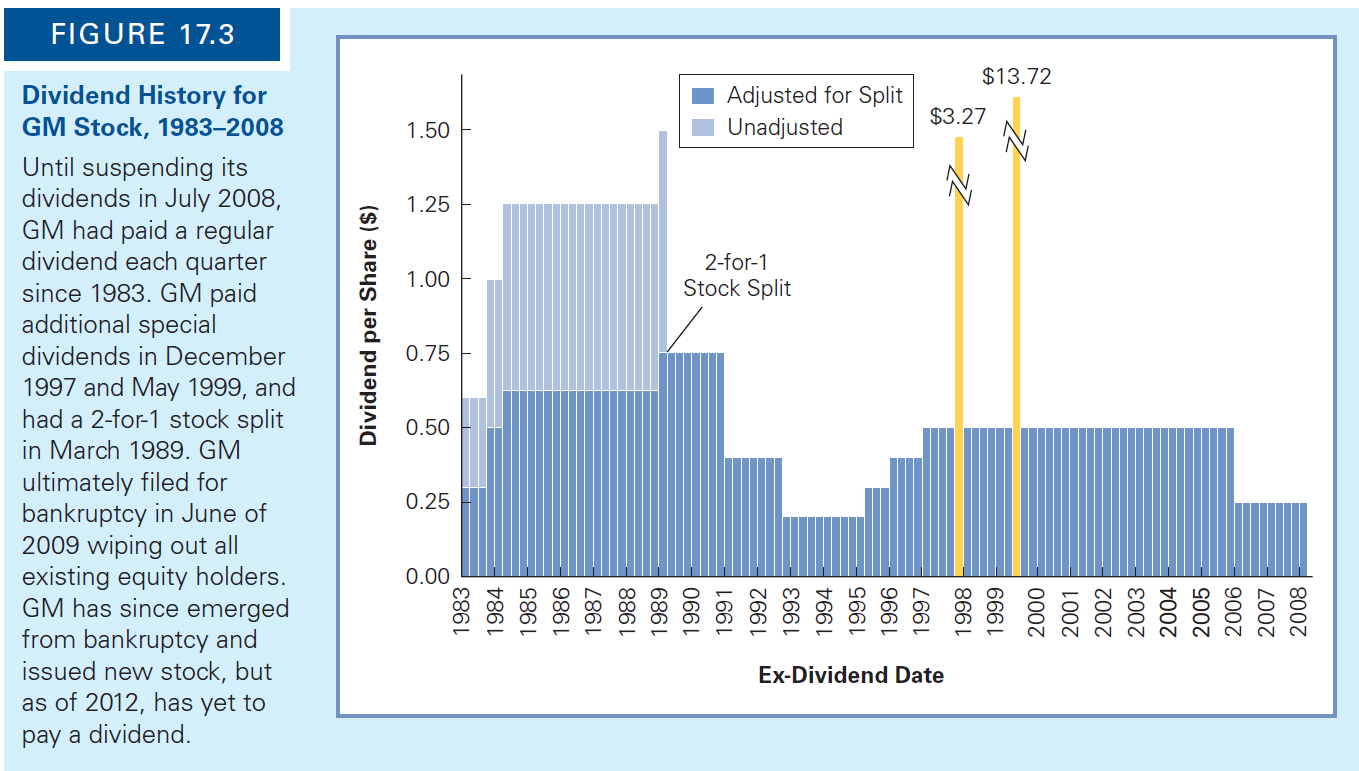 FIGURE 17.3
Dividend History for
GM Stock, 1983–2008
Until suspending its
dividends in July 2008,
GM had paid a regular
dividend each quarter
since 1983. GM paid
additional special
dividends in December
1997 and May 1999, and
had a 2-for-1 stock split
in March 1989. GM
ultimately filed for
bankruptcy in June of
2009 wiping out all
existing equity holders.
GM has since emerged
from bankruptcy and
issued new stock, but
as of 2012, has yet to
pay a dividend.
$13.72
$3.27
Adjusted for Split
Unadjusted
2-for-1
Stock Split
Dividend per Share ($)
1.50
1.25
1.00
0.75
0.50
0.25
0.00
1983
1984
1985
1986
1987
1988
1989
1990
1991
1992
1993
1994
1995
1996
1997
1998
1999
2000
2001
2002
2003
2004
2005
2006
2007
2008
Ex-Dividend Date